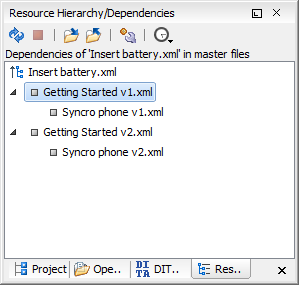 Resource Hierarchy/Dependencies
Dependencies of 'Insert battery.xml' in master files
Insert battery.xml
Getting Started v1.xml
Syncro phone v1.xml
Getting Started v2.xml
Syncro phone v2.xml
Project Ope.. DITA DIT.. Res..